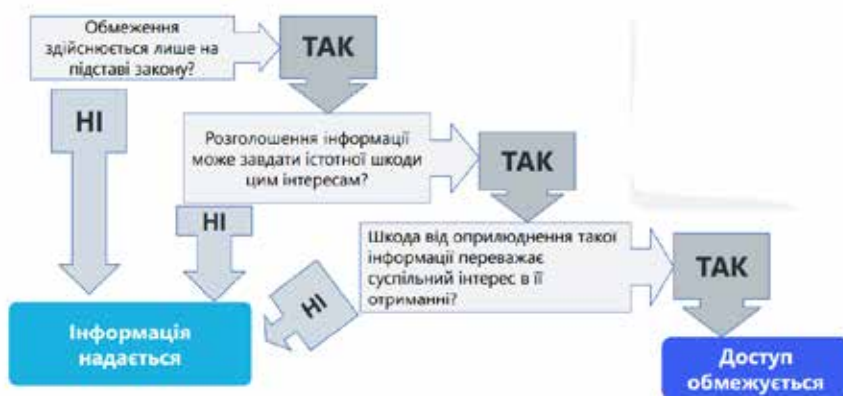 Обмеження
здійснюється лише на
підставі закону?
ТАК
НІ
Розголошення інформації
може завдати істотної шкоди
цим інтересам?
ТАК
НІ
Шкода від оприлюднення такої
інформації переважає
суспільний інтерес в її
отриманні?
ТАК
НІ
Інформація
надається
Доступ
обмежується